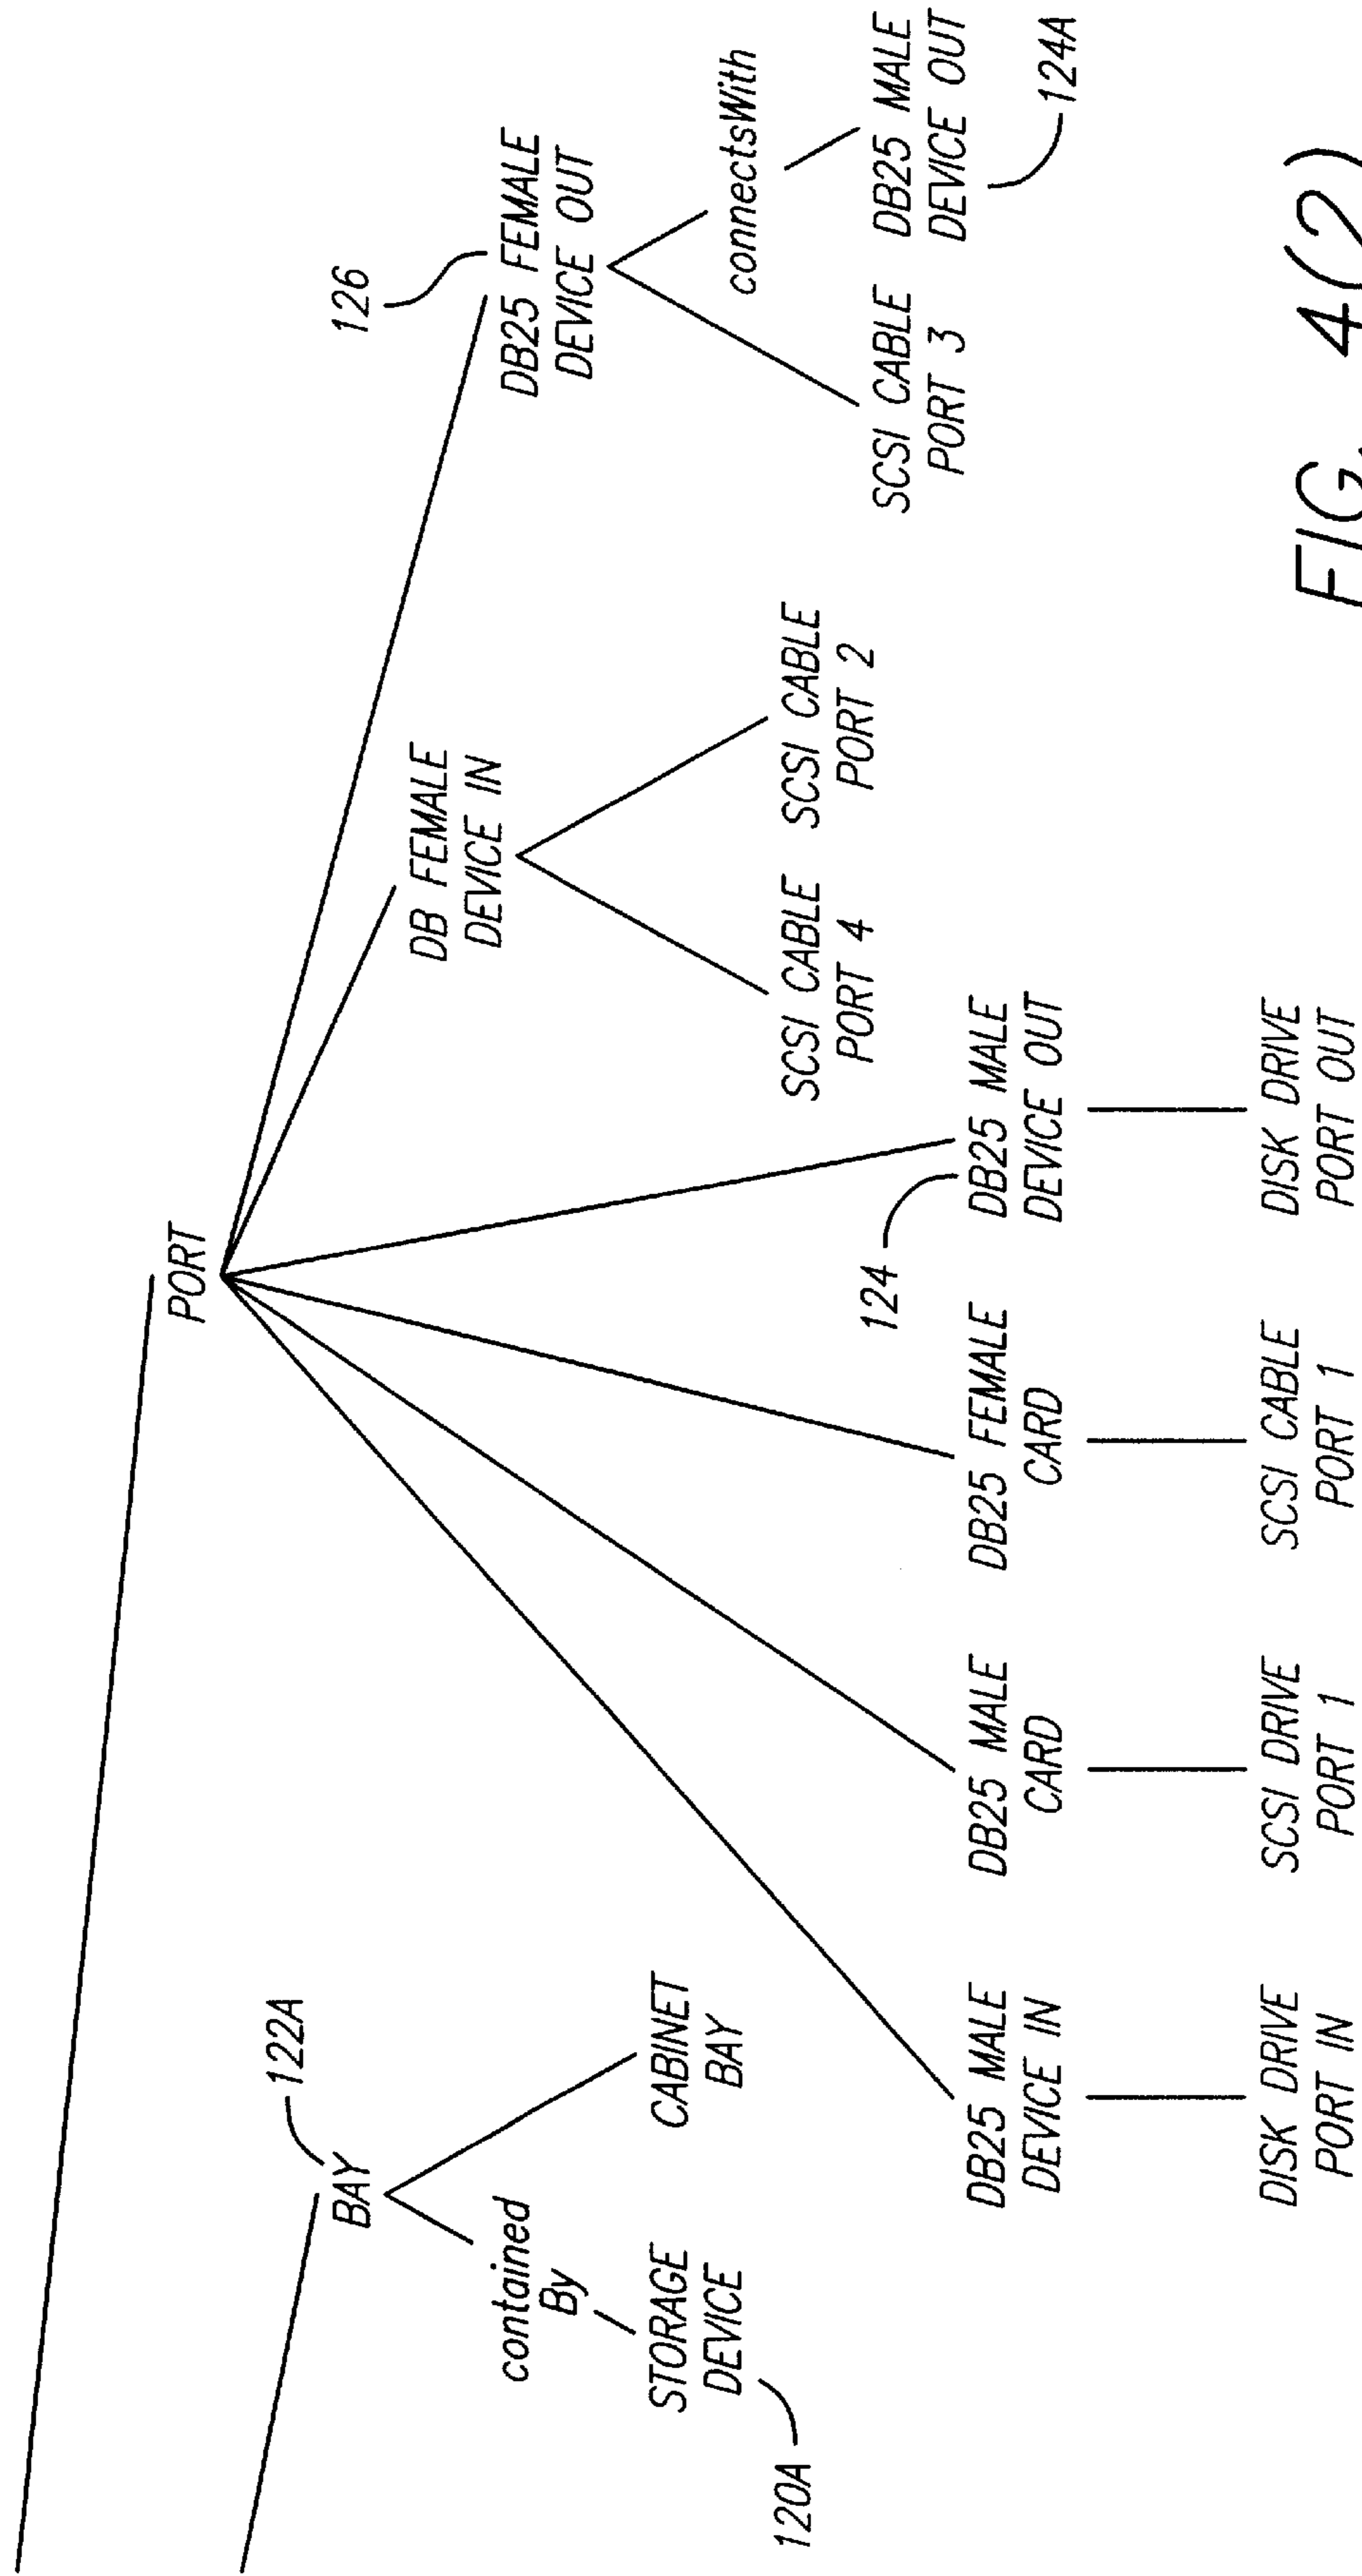 PORT
122A
BAY
contained
By
STORAGE
DEVICE
120A
CABINET
BAY
DB25 MALE
DEVICE IN
DISK DRIVE
PORT IN
DB25 MALE
CARD
SCSI DRIVE
PORT 1
DB25 FEMALE
CARD
SCSI CABLE
PORT 1
124
DB25 MALE
DEVICE OUT
DISK DRIVE
PORT OUT
DB FEMALE
DEVICE IN
SCSI CABLE
PORT 4
SCSI CABLE
PORT 2
126
DB25 FEMALE
DEVICE OUT
SCSI CABLE
PORT 3
connectsWith
DB25 MALE
DEVICE OUT
124A
FIG. 4(2)